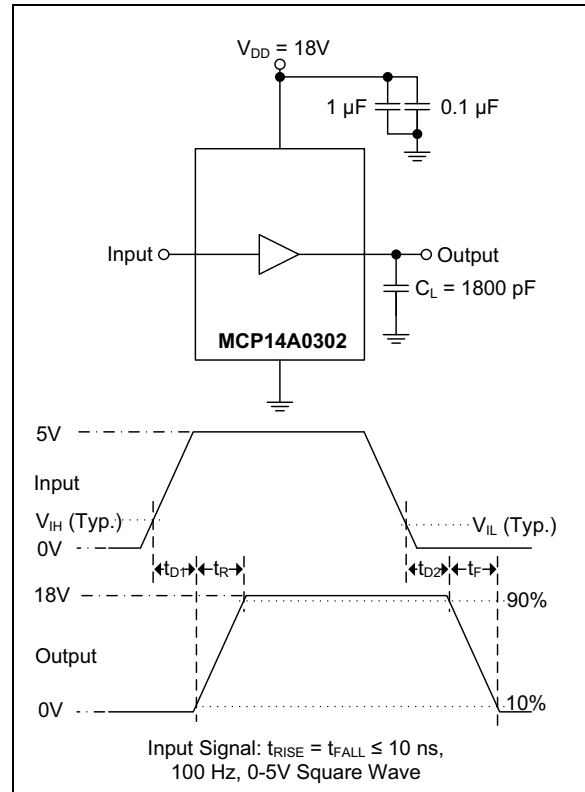 V_DD = 18V
1 µF 0.1 µF
Input Output
C_L = 1800 pF
MCP14A0302
5V
Input
V_IH (Typ.) V_IL (Typ.)
0V
t_D1 t_R t_D2 t_F
18V 90%
Output
0V 10%
Input Signal: t_RISE = t_FALL ≤ 10 ns,
100 Hz, 0-5V Square Wave